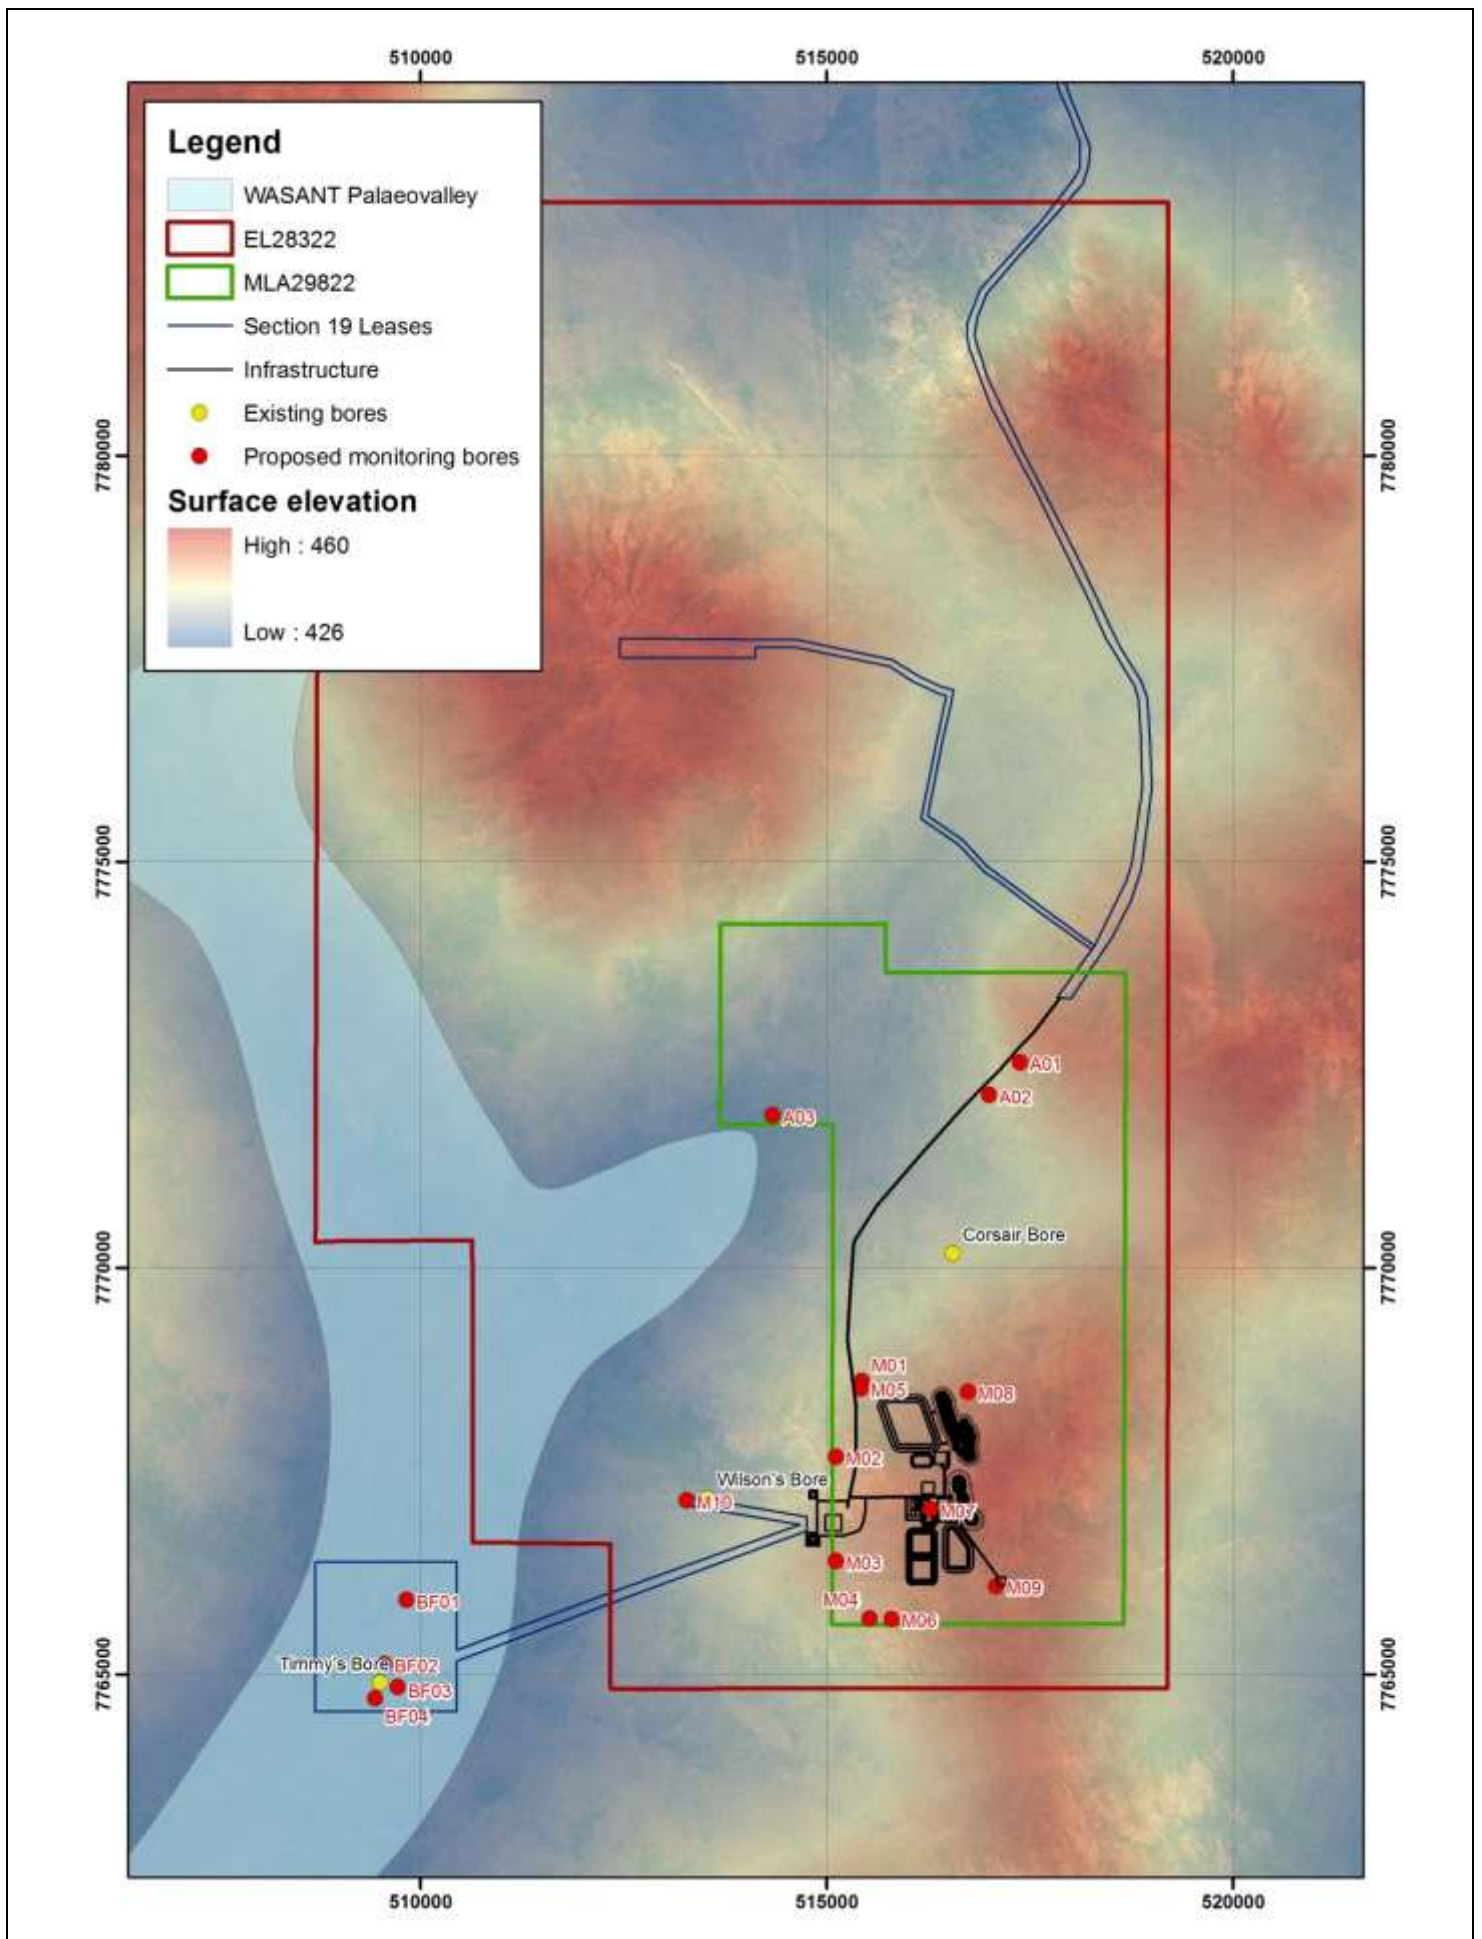 510000
515000
520000
Legend
WASANT Palaeovalley
EL28322
MLA29822
Section 19 Leases
Infrastructure
Existing bores
Proposed monitoring bores
Surface elevation
High : 460
Low : 426
7780000
7780000
7775000
7775000
A01
A02
A03
Corsair Bore
7770000
7770000
M01
M05
M08
M02
Wilson's Bore
M10
M07
M03
M09
M04
M06
BF01
Timmy's Bore
BF02
BF03
BF04
7765000
7765000
510000
515000
520000